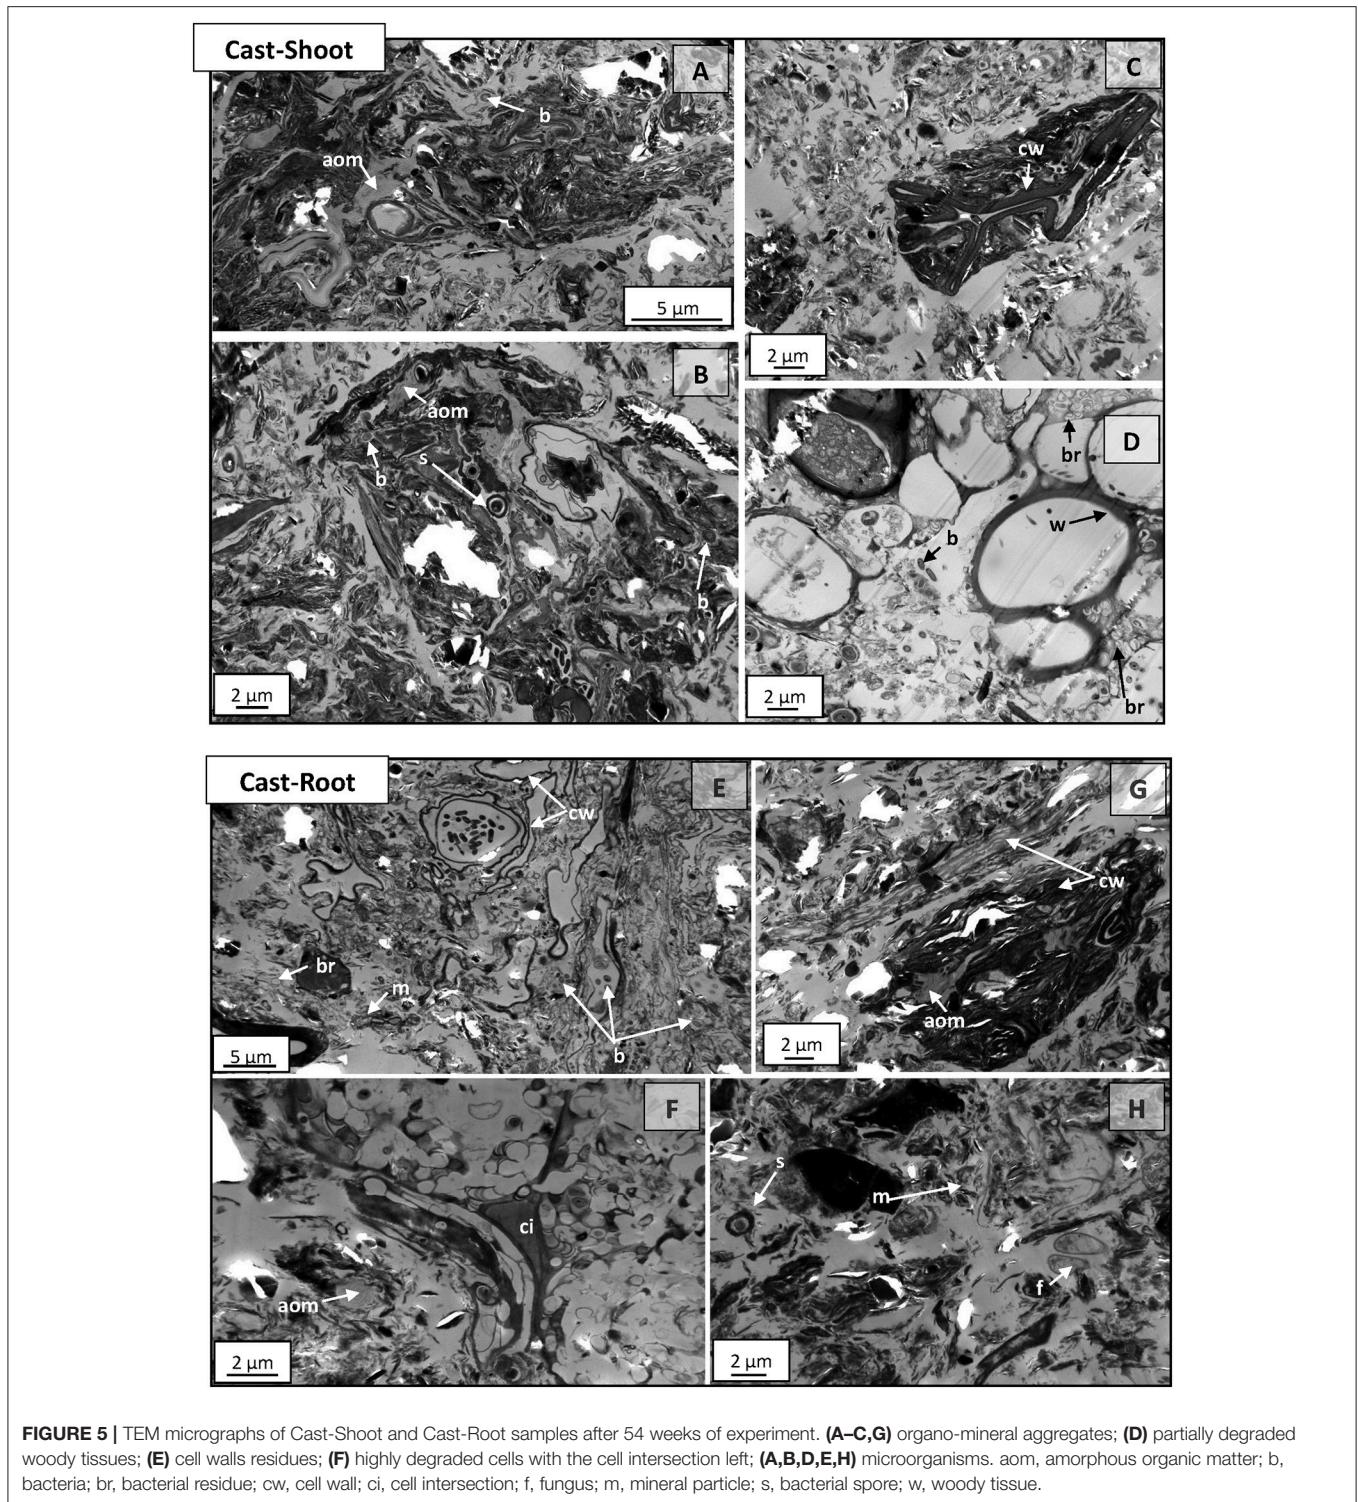 Cast-Shoot
A
b
aom
5 µm
B
aom
b
s
b
2 µm
C
cw
2 µm
D
br
w
b
br
2 µm
Cast-Root
E
cw
br
m
b
5 µm
F
ci
aom
2 µm
G
cw
aom
2 µm
H
s
m
f
2 µm
FIGURE 5 | TEM micrographs of Cast-Shoot and Cast-Root samples after 54 weeks of experiment. (A–C,G) organo-mineral aggregates; (D) partially degraded
woody tissues; (E) cell walls residues; (F) highly degraded cells with the cell intersection left; (A,B,D,E,H) microorganisms. aom, amorphous organic matter; b,
bacteria; br, bacterial residue; cw, cell wall; ci, cell intersection; f, fungus; m, mineral particle; s, bacterial spore; w, woody tissue.